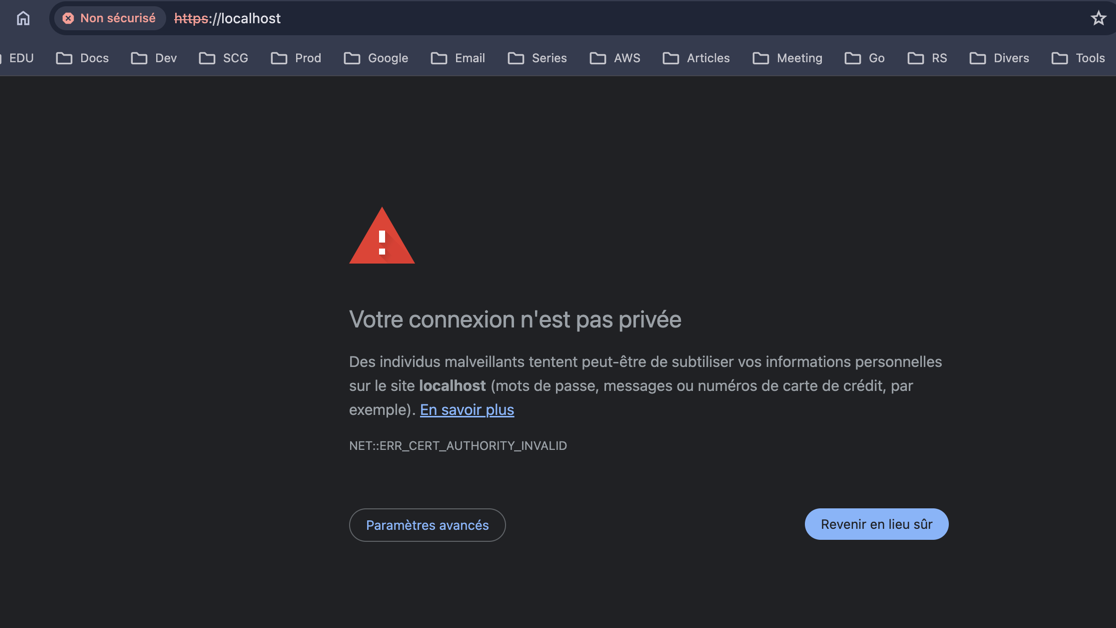 Non sécurisé https://localhost
EDU Docs Dev SCG Prod Google Email Series AWS Articles Meeting Go RS Divers Tools
Votre connexion n'est pas privée
Des individus malveillants tentent peut-être de subtiliser vos informations personnelles
sur le site localhost (mots de passe, messages ou numéros de carte de crédit, par
exemple). En savoir plus
NET::ERR_CERT_AUTHORITY_INVALID
Paramètres avancés Revenir en lieu sûr